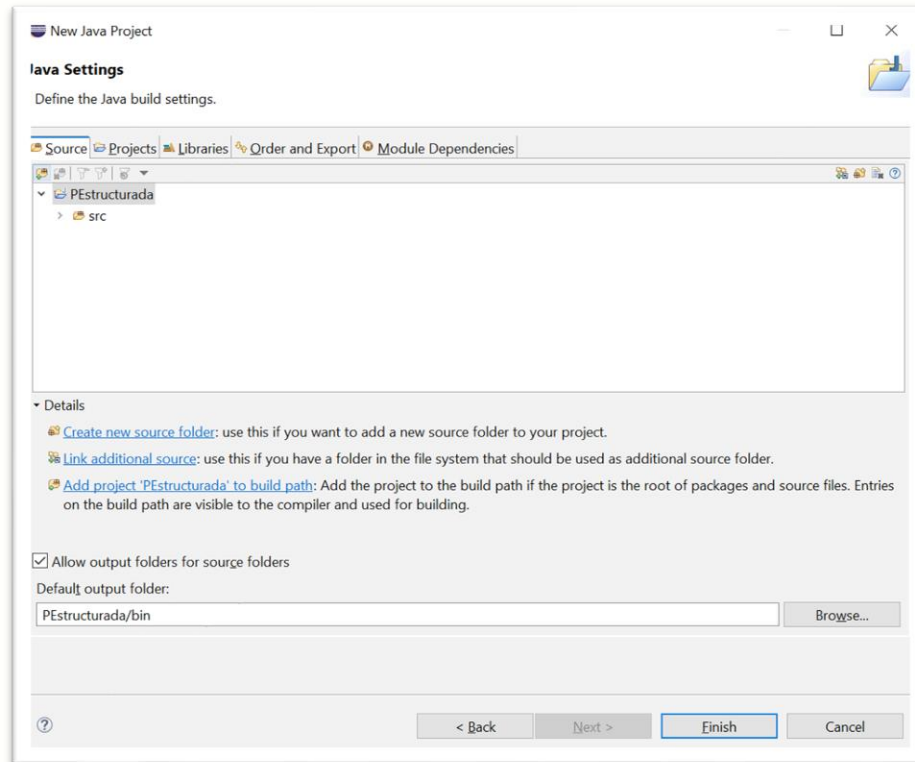 New Java Project
Java Settings
Define the Java build settings.
Source Projects Libraries Order and Export Module Dependencies
PEstructurada
src
Details
Create new source folder: use this if you want to add a new source folder to your project.
Link additional source: use this if you have a folder in the file system that should be used as additional source folder.
Add project 'PEstructurada' to build path: Add the project to the build path if the project is the root of packages and source files. Entries
on the build path are visible to the compiler and used for building.
Allow output folders for source folders
Default output folder:
PEstructurada/bin
Browse...
< Back Next > Finish Cancel